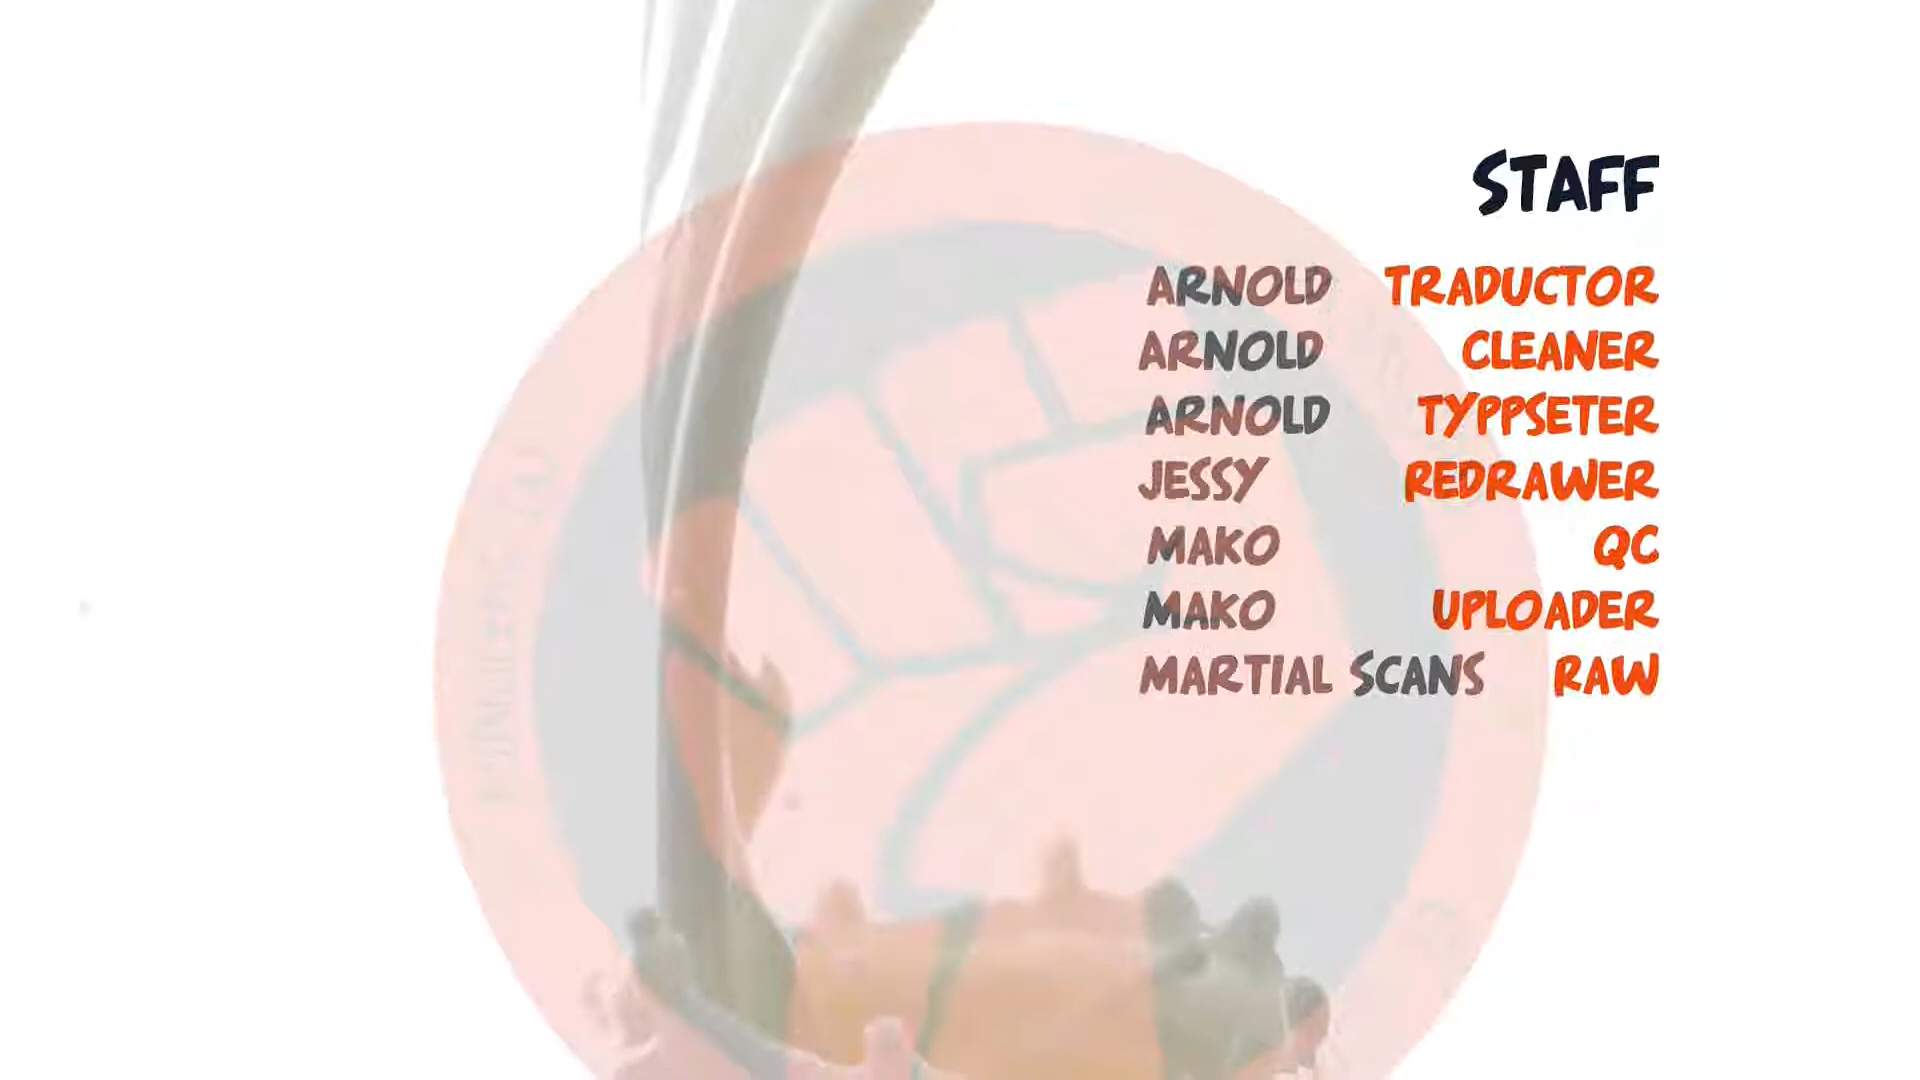 STAFF
ARNOLD TRADUCTOR
ARNOLD CLEANER
ARNOLD TYPPSETER
JESSY REDRAWER
MAKO QC
MAKO UPLOADER
MARTIAL SCANS RAW